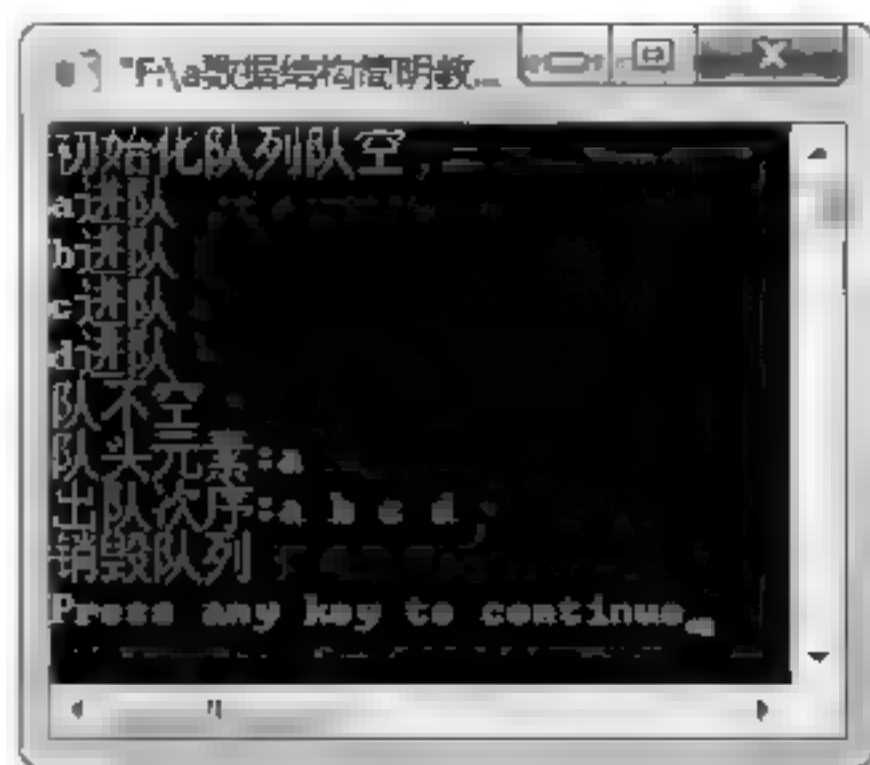 "F:\a数据结构简明教...
初始化队列队空
a进队
b进队
c进队
d进队
队不空
队头元素:a
出队次序:a b c d
销毁队列
Press any key to continue_